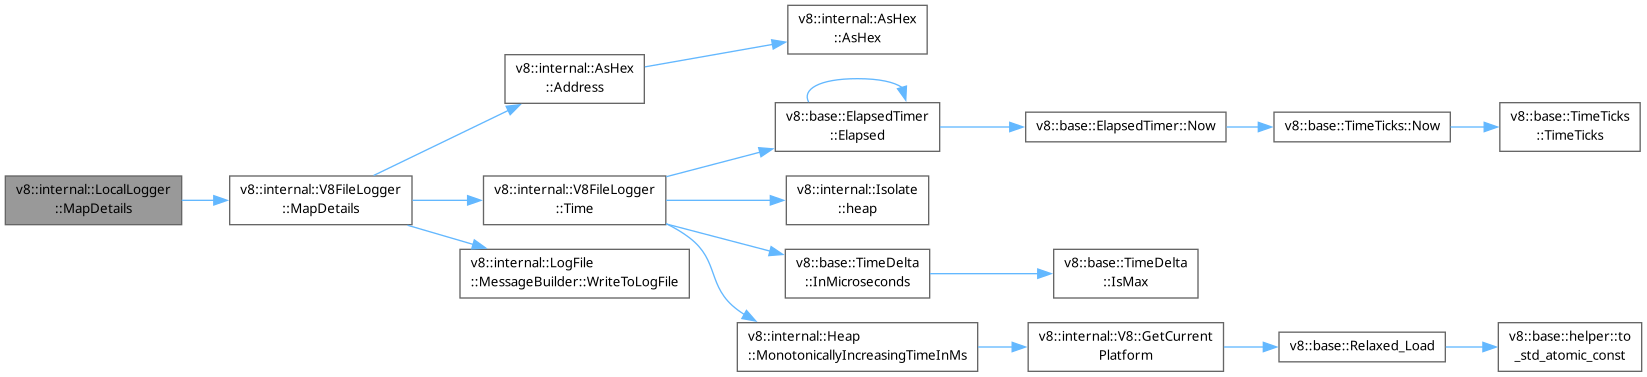 v8::internal::LocalLogger
::MapDetails
v8::internal::V8FileLogger
::MapDetails
v8::internal::AsHex
::Address
v8::internal::AsHex
::AsHex
v8::internal::V8FileLogger
::Time
v8::base::ElapsedTimer
::Elapsed
v8::base::ElapsedTimer::Now
v8::base::TimeTicks::Now
v8::base::TimeTicks
::TimeTicks
v8::internal::Isolate
::heap
v8::base::TimeDelta
::InMicroseconds
v8::base::TimeDelta
::IsMax
v8::internal::Heap
::MonotonicallyIncreasingTimeInMs
v8::internal::V8::GetCurrent
Platform
v8::base::Relaxed_Load
v8::base::helper::to
_std_atomic_const
v8::internal::LogFile
::MessageBuilder::WriteToLogFile